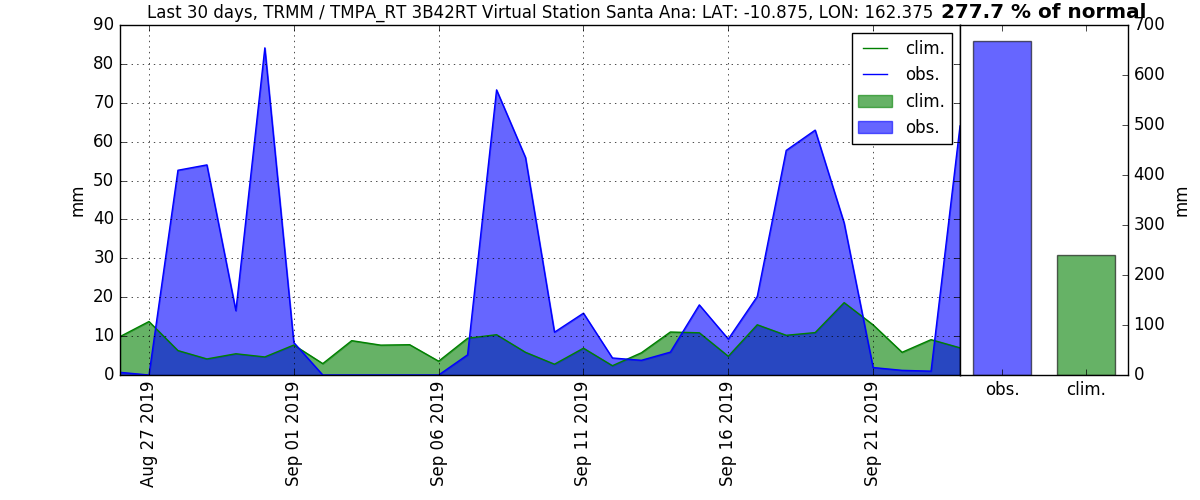 Last 30 days, TRMM / TMPA_RT 3B42RT Virtual Station Santa Ana: LAT: -10.875, LON: 162.375 277.7 % of normal
90
80
70
60
50
40
30
20
10
0
mm
clim.
obs.
clim.
obs.
700
600
500
400
300
200
100
0
mm
obs. clim.
Aug 27 2019
Sep 01 2019
Sep 06 2019
Sep 11 2019
Sep 16 2019
Sep 21 2019